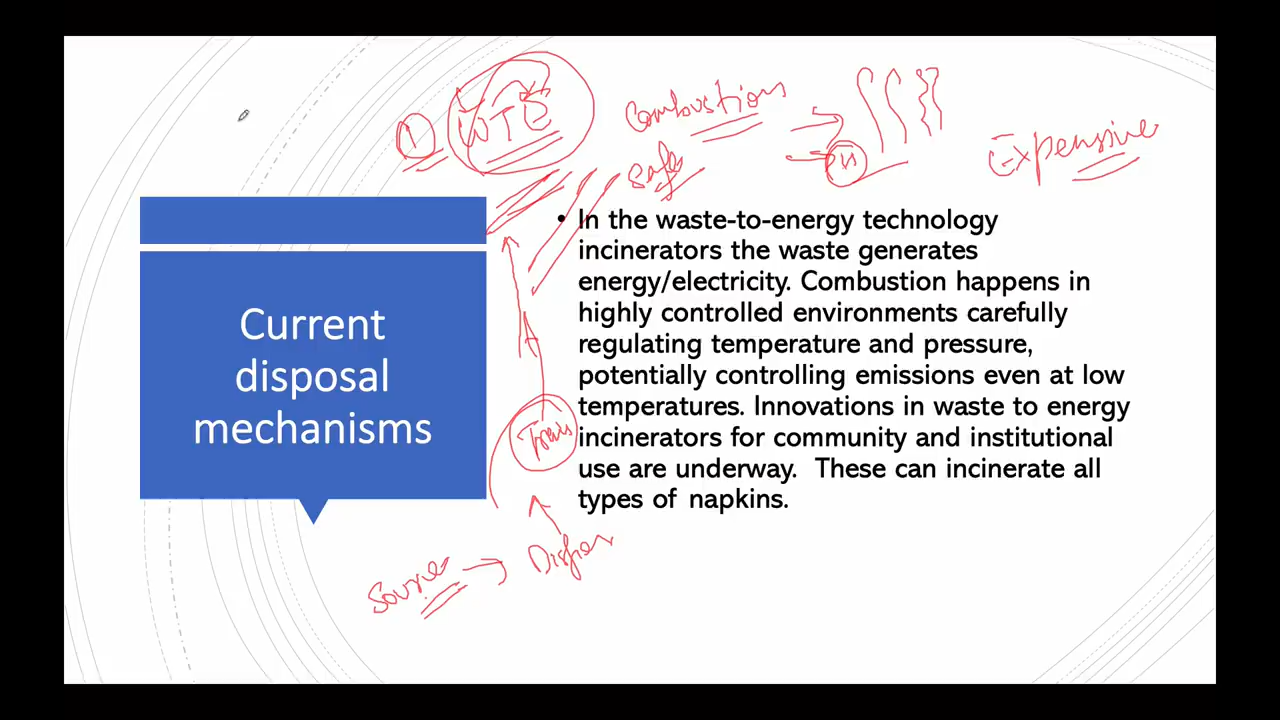 ① WTE
Combustions
Safe
Expensive
Current
disposal
mechanisms
• In the waste-to-energy technology
incinerators the waste generates
energy/electricity. Combustion happens in
highly controlled environments carefully
regulating temperature and pressure,
potentially controlling emissions even at low
temperatures. Innovations in waste to energy
incinerators for community and institutional
use are underway.  These can incinerate all
types of napkins.
Trans
Source